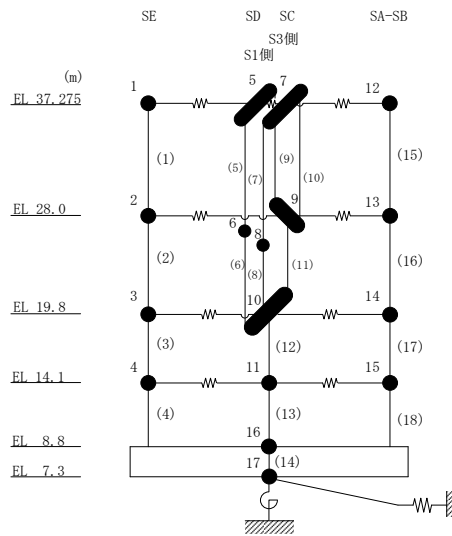 SE SD SC SA-SB
S3側
S1側
(m)
1 5 7 12
EL 37.275
(1) (5) (7) (9) (10) (15)
2 9 13
EL 28.0
6 8
(2) (6) (8) (11) (16)
3 10 14
EL 19.8
(3) (12) (17)
4 11 15
EL 14.1
(4) (13) (18)
16
EL 8.8
17 (14)
EL 7.3